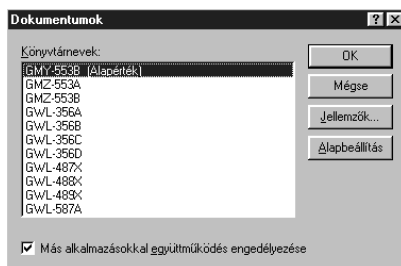 Dokumentumok
Könyvtárnevek:
GMY-553B (Alapérték)
GMZ-553A
GMZ-553B
GWL-356A
GWL-356B
GWL-356C
GWL-356D
GWL-487X
GWL-488X
GWL-489X
GWL-587A
OK
Mégse
Jellemzők...
Alapbeállítás
Más alkalmazásokkal együttműködés engedélyezése